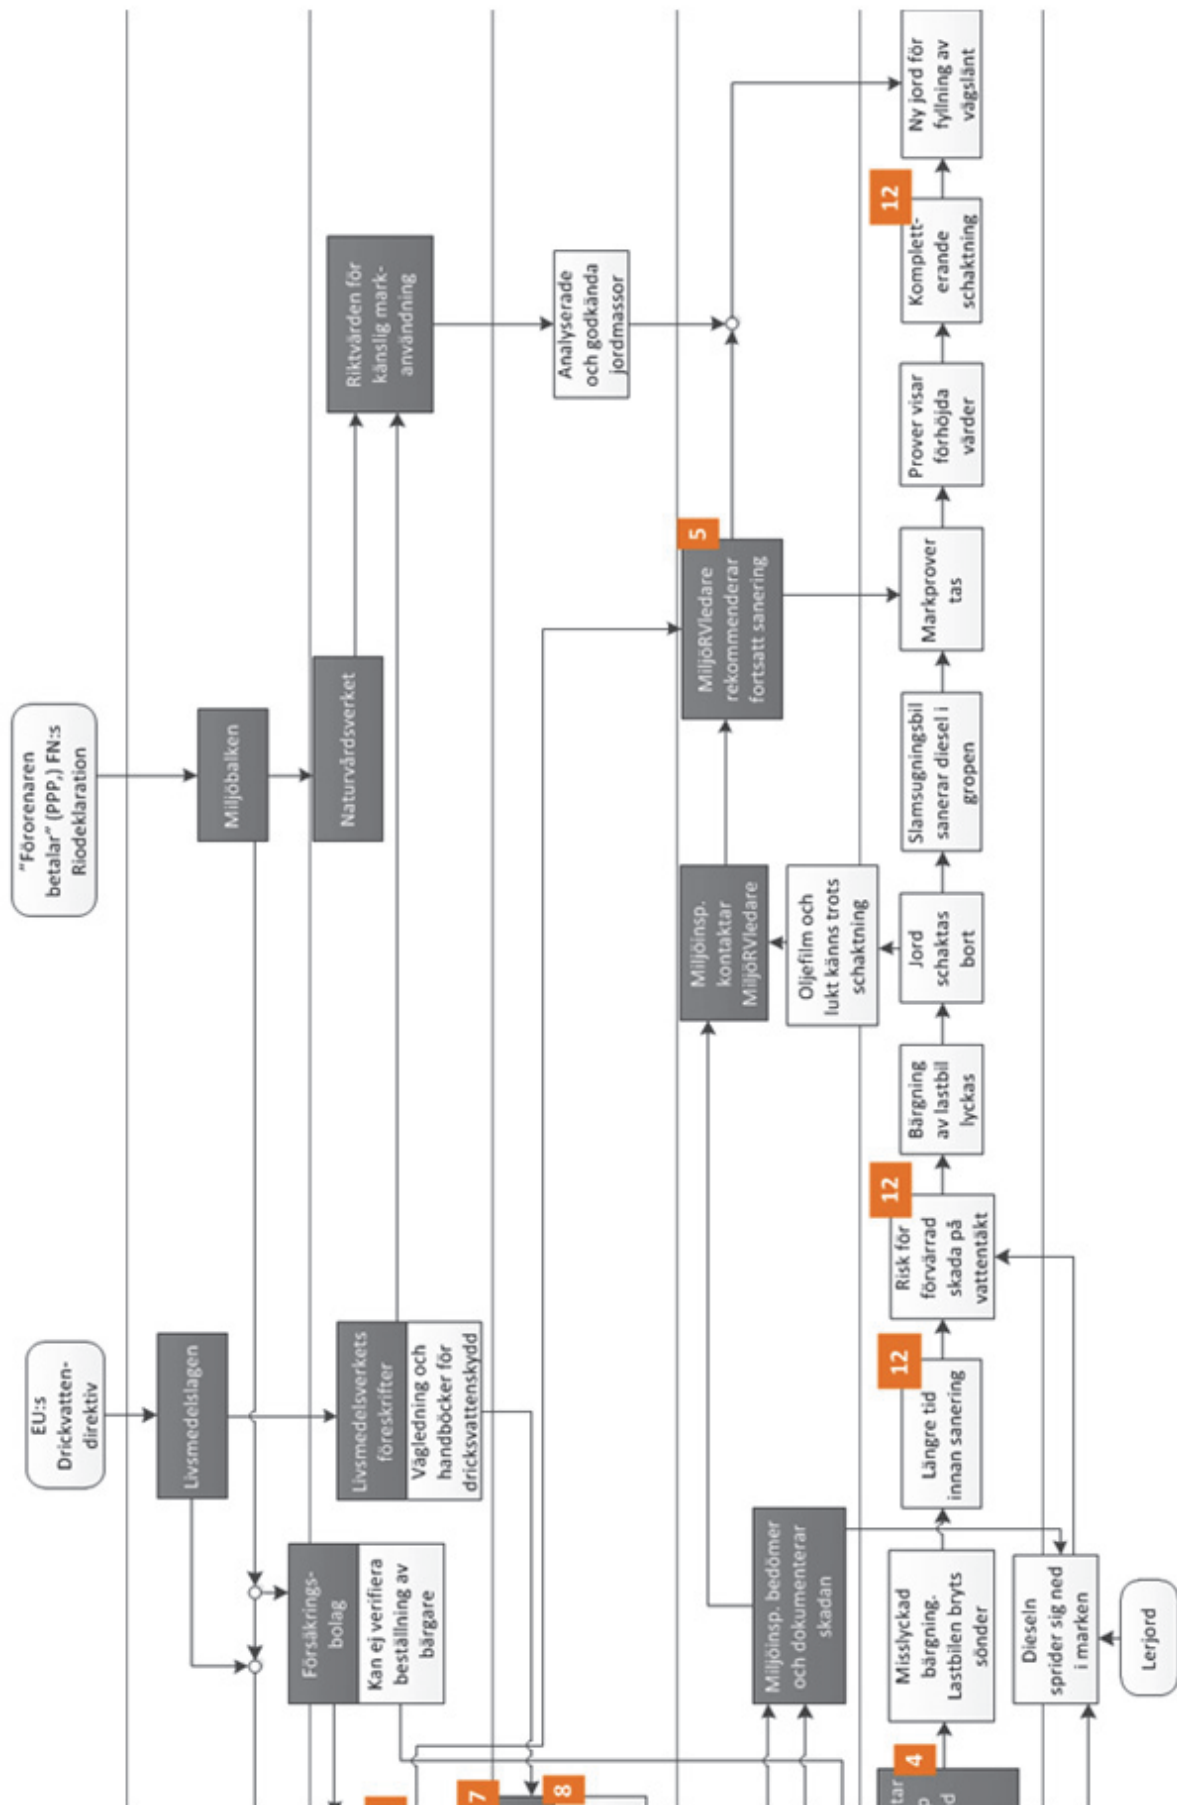 EU:s
Drickvatten-
direktiv
"Förorenaren
betalar" (PPP,) FN:s
Riodeklaration
Livsmedelslagen
Miljöbalken
Försäkrings-
bolag
Kan ej verifiera
beställning av
bärgare
Livsmedelsverkets
föreskrifter
Vägledning och
handböcker för
dricksvattenskydd
Naturvårdsverket
Riktvärden för
känslig mark-
användning
7
8
Analyserade
och godkända
jordmassor
Miljöinsp. bedömer
och dokumenterar
skadan
Miljöinsp.
kontaktar
MiljöRVledare
Oljefilm och
lukt känns trots
schaktning
5
MiljöRVledare
rekommenderar
fortsatt sanering
4
Misslyckad
bärgning.
Lastbilen bryts
sönder
12
Längre tid
innan sanering
12
Risk för
förvärrad
skada på
vattentäkt
Bärgning
av lastbil
lyckas
Jord
schaktas
bort
Slamsugningsbil
sanerar diesel i
gropen
Markprover
tas
Prover visar
förhöjda
värder
12
Komplett-
erande
schaktning
Ny jord för
fyllning av
vägslänt
Dieseln
sprider sig ned
i marken
Lerjord